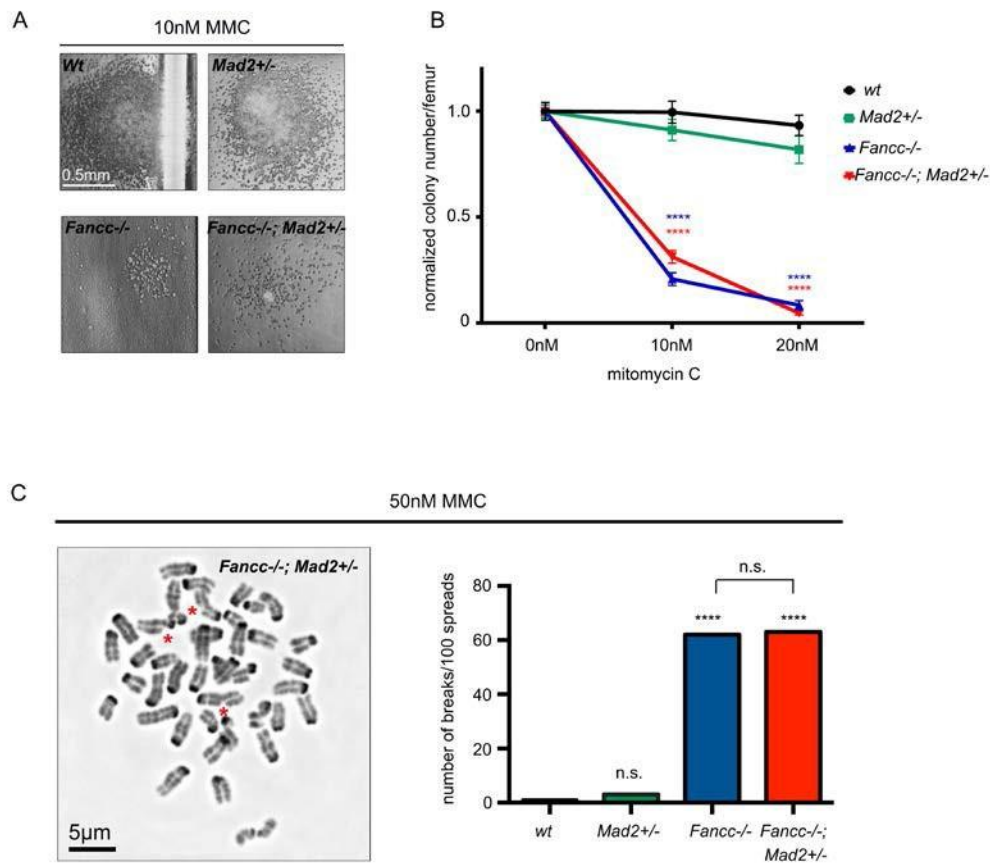 A
10nM MMC
Wt
Mad2+/-
0.5mm
Fancc-/-
Fancc-/-; Mad2+/-
B
normalized colony number/femur
1.0
0.5
0
0nM
10nM
20nM
mitomycin C
****
****
****
****
wt
Mad2+/-
Fancc-/-
Fancc-/-; Mad2+/-
C
50nM MMC
Fancc-/-; Mad2+/-
*
*
*
5µm
number of breaks/100 spreads
80
60
40
20
0
n.s.
n.s.
****
****
wt
Mad2+/-
Fancc-/-
Fancc-/-;
Mad2+/-